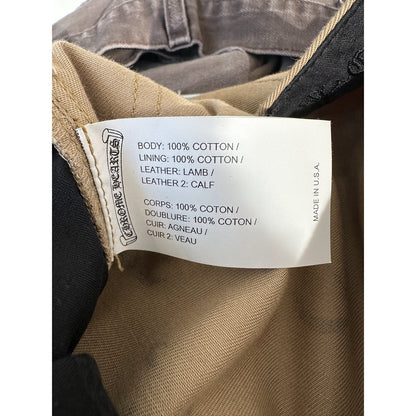 CHROME HEARTS
BODY: 100% COTTON /
LINING: 100% COTTON /
LEATHER: LAMB /
LEATHER 2: CALF
CORPS: 100% COTON /
DOUBLURE: 100% COTON /
CUIR: AGNEAU /
CUIR 2: VEAU
MADE IN U.S.A.